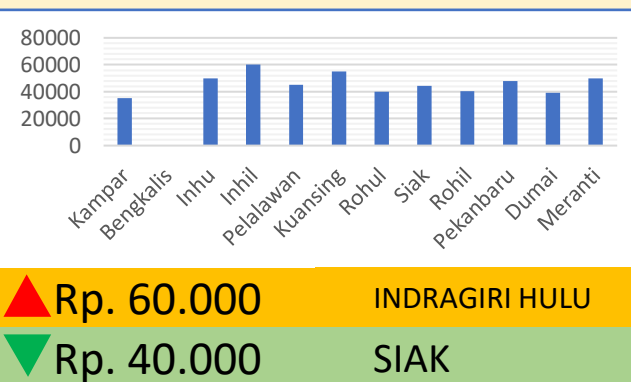 80000
60000
40000
20000
0
Kampar
Bengkalis
Inhu
Inhil
Pelalawan
Kuansing
Rohul
Siak
Rohil
Pekanbaru
Dumai
Meranti
Rp. 60.000 INDRAGIRI HULU
Rp. 40.000 SIAK